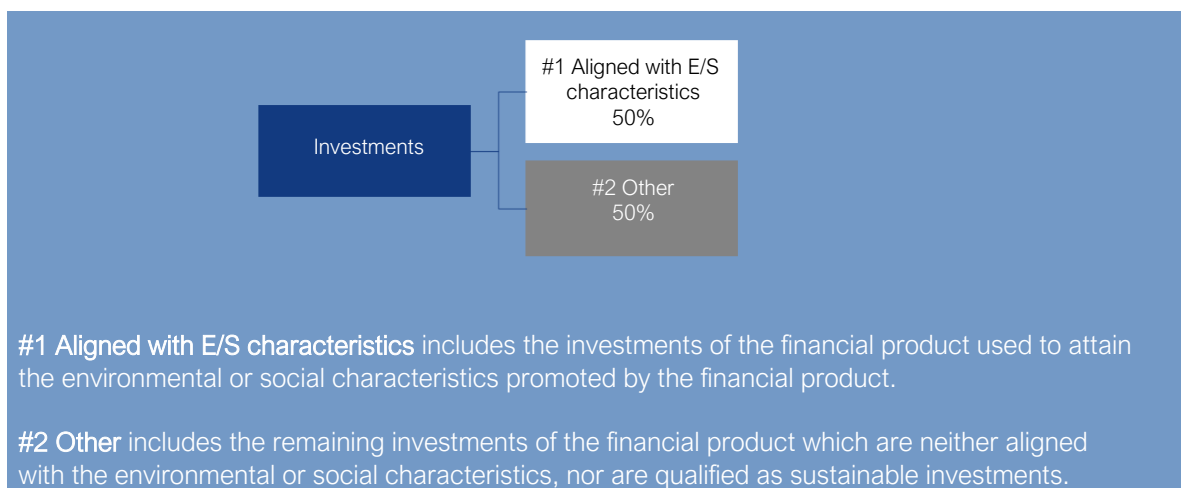 #1 Aligned with E/S
characteristics
50%
Investments
#2 Other
50%
#1 Aligned with E/S characteristics includes the investments of the financial product used to attain
the environmental or social characteristics promoted by the financial product.
#2 Other includes the remaining investments of the financial product which are neither aligned
with the environmental or social characteristics, nor are qualified as sustainable investments.